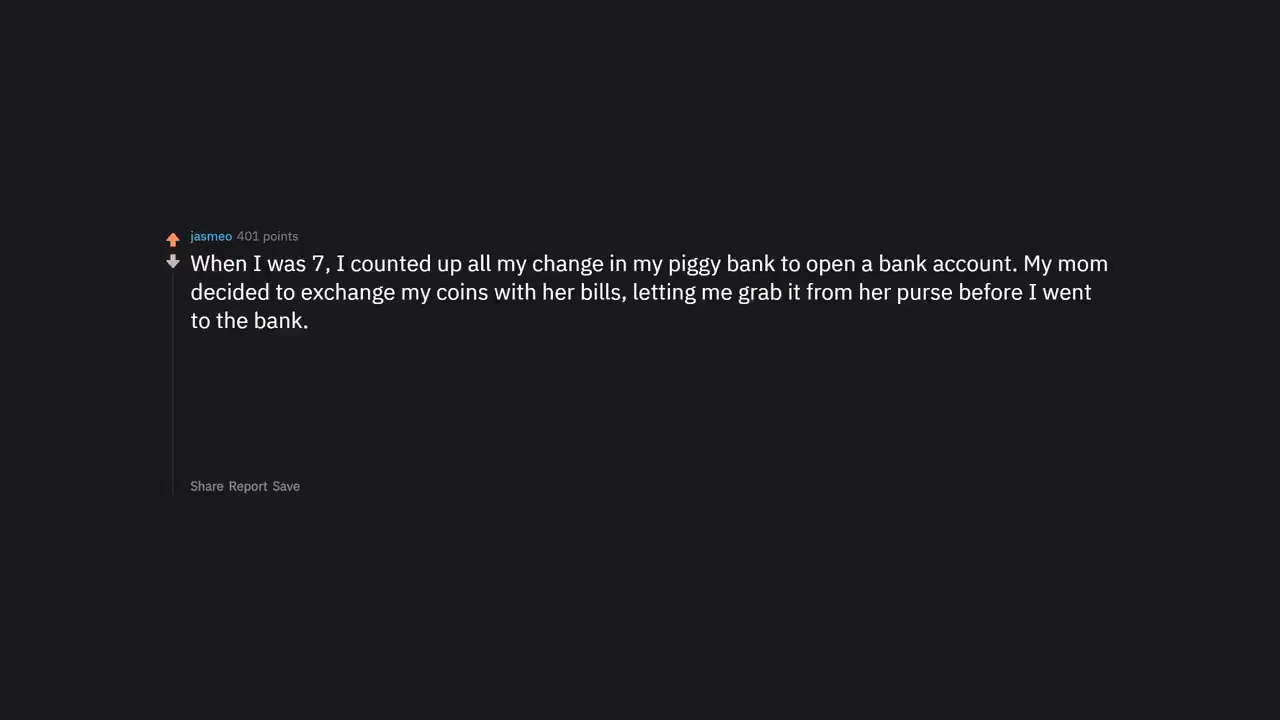 jasmeo 401 points
When I was 7, I counted up all my change in my piggy bank to open a bank account. My mom
decided to exchange my coins with her bills, letting me grab it from her purse before I went
to the bank.
Share Report Save